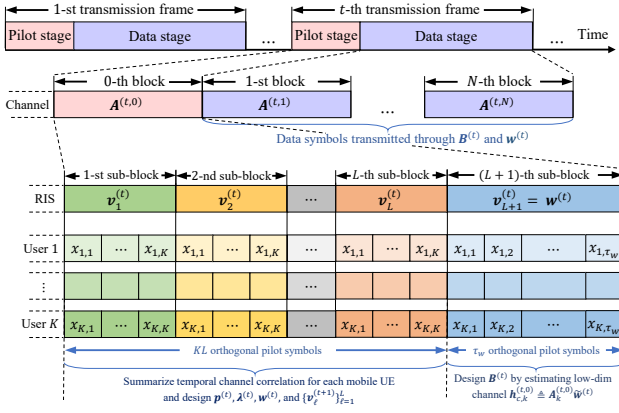 1-st transmission frame
t-th transmission frame
Pilot stage Data stage ... Pilot stage Data stage ... Time
0-th block 1-st block N-th block
Channel A^{(t,0)} A^{(t,1)} ... A^{(t,N)}
Data symbols transmitted through B^{(t)} and w^{(t)}
1-st sub-block 2-nd sub-block L-th sub-block (L + 1)-th sub-block
RIS v_1^{(t)} v_2^{(t)} ... v_L^{(t)} v_{L+1}^{(t)} = w^{(t)}
User 1 x_{1,1} ... x_{1,K} x_{1,1} ... x_{1,K} ... x_{1,1} ... x_{1,K} x_{1,1} x_{1,2} ... x_{1,τ_w}
⋮
User K x_{K,1} ... x_{K,K} x_{K,1} ... x_{K,K} ... x_{K,1} ... x_{K,K} x_{K,1} x_{K,2} ... x_{K,τ_w}
KL orthogonal pilot symbols τ_w orthogonal pilot symbols
Summarize temporal channel correlation for each mobile UE
and design p^{(t)}, λ^{(t)}, w^{(t)}, and {v_ℓ^{(t+1)}}_{ℓ=1}^L
Design B^{(t)} by estimating low-dim
channel h_{c,k}^{(t,0)} ≜ A_k^{(t,0)} w̃^{(t)}